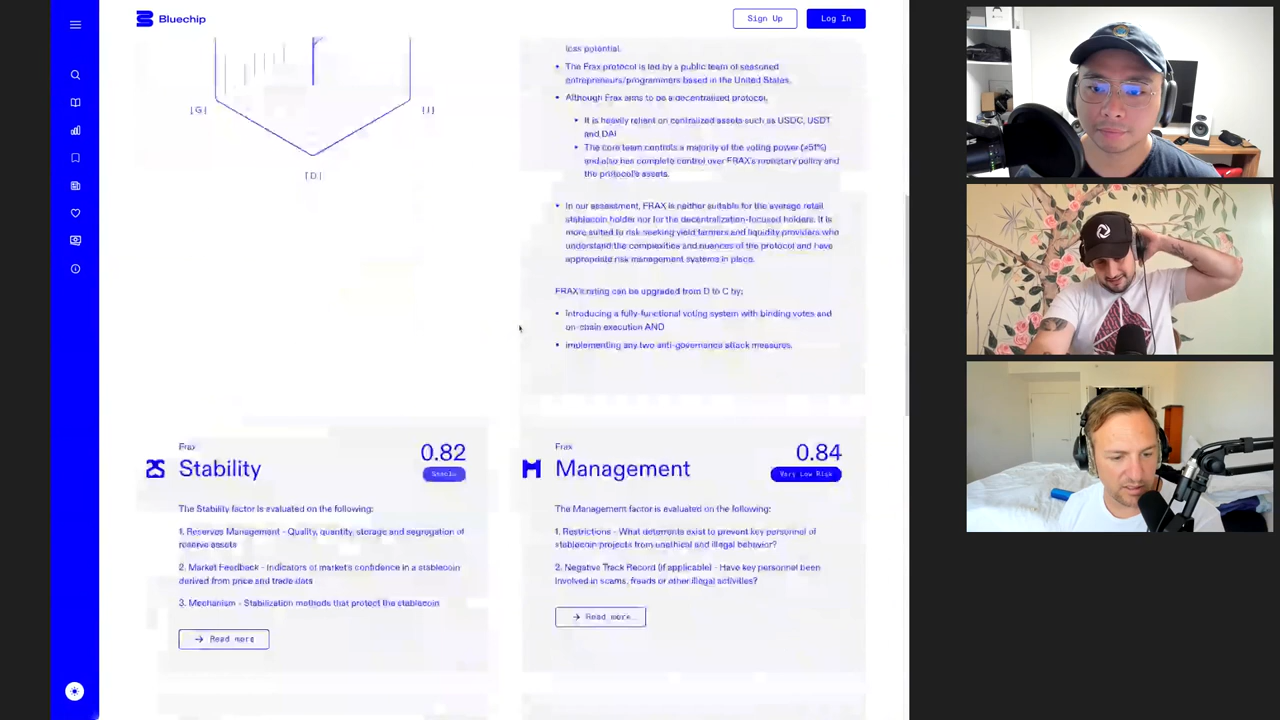 Bluechip
Sign Up
Log In
[G]
[J]
[D]
loss potential.
• The Frax protocol is led by a public team of seasoned
entrepreneurs/programmers based in the United States.
• Although Frax aims to be a decentralised protocol,
• It is heavily reliant on centralized assets such as USDC, USDT
and DAI
• The core team controls a majority of the voting power (>51%)
and also has complete control over FRAX's monetary policy and
the protocol's assets.
• In our assessment, FRAX is neither suitable for the average retail
stablecoin holder nor for the decentralization-focused holders. It is
more suited to risk-seeking yield farmers and liquidity providers who
understand the complexities and nuances of the protocol and have
appropriate risk management systems in place.
FRAX's rating can be upgraded from D to C by:
• introducing a fully-functional voting system with binding votes and
on-chain execution AND
• implementing any two anti-governance attack measures.
Frax
Stability
0.82
Stable
The Stability factor is evaluated on the following:
1. Reserves Management - Quality, quantity, storage and segregation of
reserve assets
2. Market Feedback - Indicators of market's confidence in a stablecoin
derived from price and trade data
3. Mechanism - Stabilization methods that protect the stablecoin
→ Read more
Frax
Management
0.84
Very Low Risk
The Management factor is evaluated on the following:
1. Restrictions - What deterrents exist to prevent key personnel of
stablecoin projects from unethical and illegal behavior?
2. Negative Track Record (if applicable) - Have key personnel been
involved in scams, frauds or other illegal activities?
→ Read more